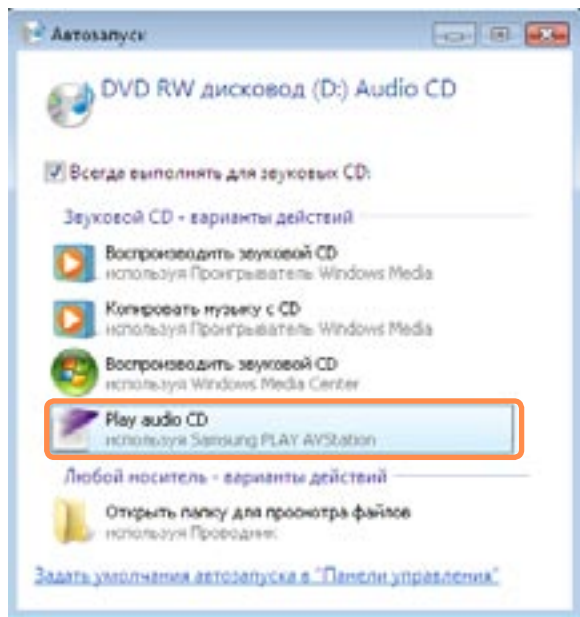 Автозапуск
DVD RW дисковод (D:) Audio CD
Всегда выполнять для звуковых CD:
Звуковой CD - варианты действий
Воспроизводить звуковой CD
используя Проигрыватель Windows Media
Копировать музыку с CD
используя Проигрыватель Windows Media
Воспроизводить звуковой CD
используя Windows Media Center
Play audio CD
используя Samsung PLAY AVStation
Любой носитель - варианты действий
Открыть папку для просмотра файлов
используя Проводник
Задать умолчания автозапуска в "Панели управления"